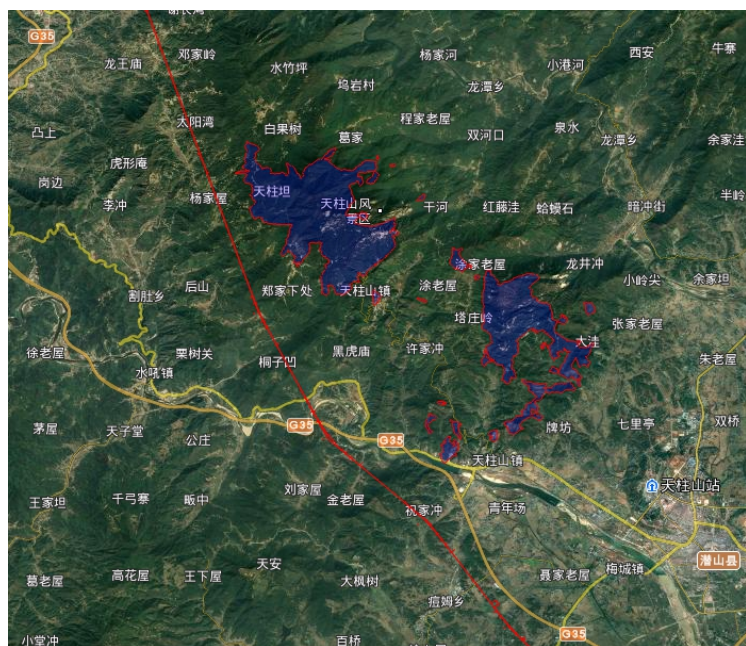 G35
龙王庙
邓家岭
水竹坪
杨家河
西安
牛寨
小港河
坞岩村
龙潭乡
凸上
太阳湾
白果树
葛家
程家老屋
双河口
泉水
龙潭乡
余家洼
虎形庵
岗边
李冲
杨家屋
天柱坦
天柱山风
景区
干河
红藤洼
蛤蟆石
暗冲街
半岭
涂家老屋
龙井冲
小岭尖
余家坦
割肚乡
后山
郑家下处
天柱山镇
涂老屋
塔庄岭
张家老屋
徐老屋
栗树关
桐子凹
黑虎庙
许家冲
大洼
朱老屋
水吼镇
茅屋
天子堂
公庄
G35
G35
牌坊
七里亭
双桥
天柱山镇
天柱山站
王家坦
千弓寨
畈中
刘家屋
金老屋
祝家冲
青年场
葛老屋
高花屋
王下屋
天安
大枫树
痘姆乡
聂家老屋
梅城镇
潜山县
小堂冲
百桥
G35